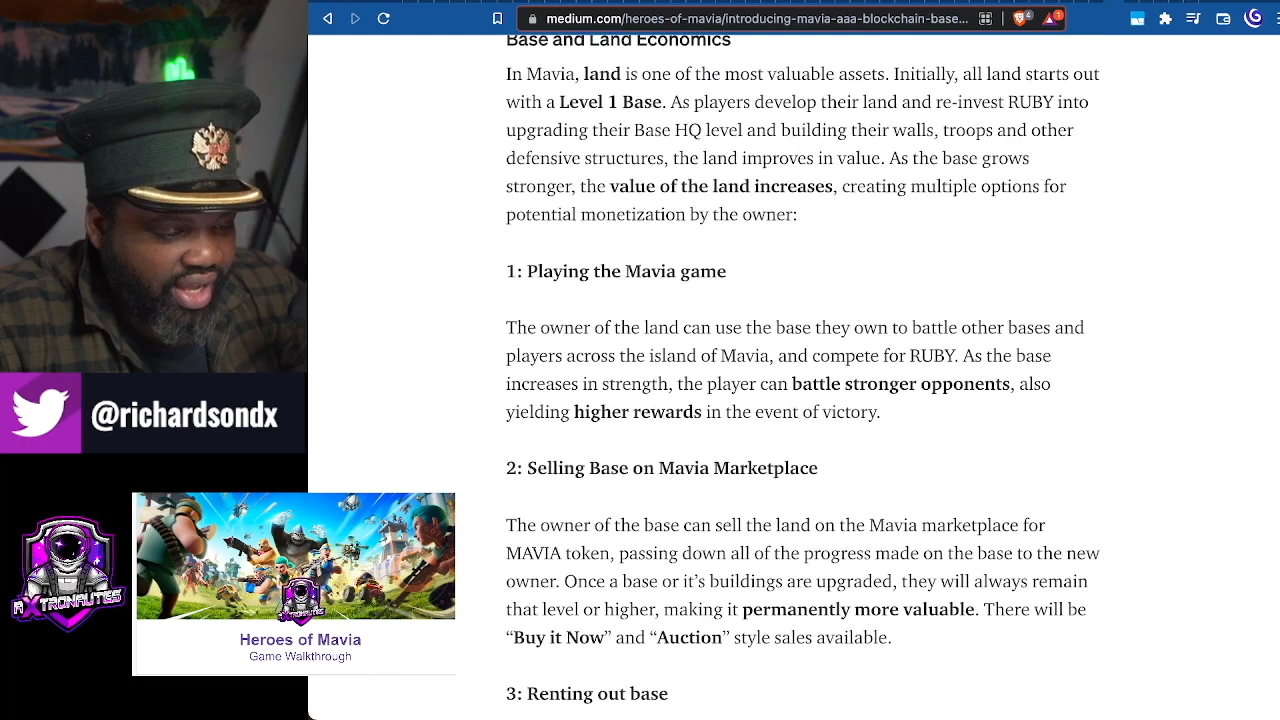 medium.com/heroes-of-mavia/introducing-mavia-aaa-blockchain-base...
4
1
Base and Land Economics
In Mavia, land is one of the most valuable assets. Initially, all land starts out
with a Level 1 Base. As players develop their land and re-invest RUBY into
upgrading their Base HQ level and building their walls, troops and other
defensive structures, the land improves in value. As the base grows
stronger, the value of the land increases, creating multiple options for
potential monetization by the owner:
1: Playing the Mavia game
The owner of the land can use the base they own to battle other bases and
players across the island of Mavia, and compete for RUBY. As the base
increases in strength, the player can battle stronger opponents, also
yielding higher rewards in the event of victory.
2: Selling Base on Mavia Marketplace
The owner of the base can sell the land on the Mavia marketplace for
MAVIA token, passing down all of the progress made on the base to the new
owner. Once a base or it's buildings are upgraded, they will always remain
that level or higher, making it permanently more valuable. There will be
“Buy it Now” and “Auction” style sales available.
3: Renting out base
@richardsondx
AXTRONAUTES
AXTRONAUTES
Heroes of Mavia
Game Walkthrough